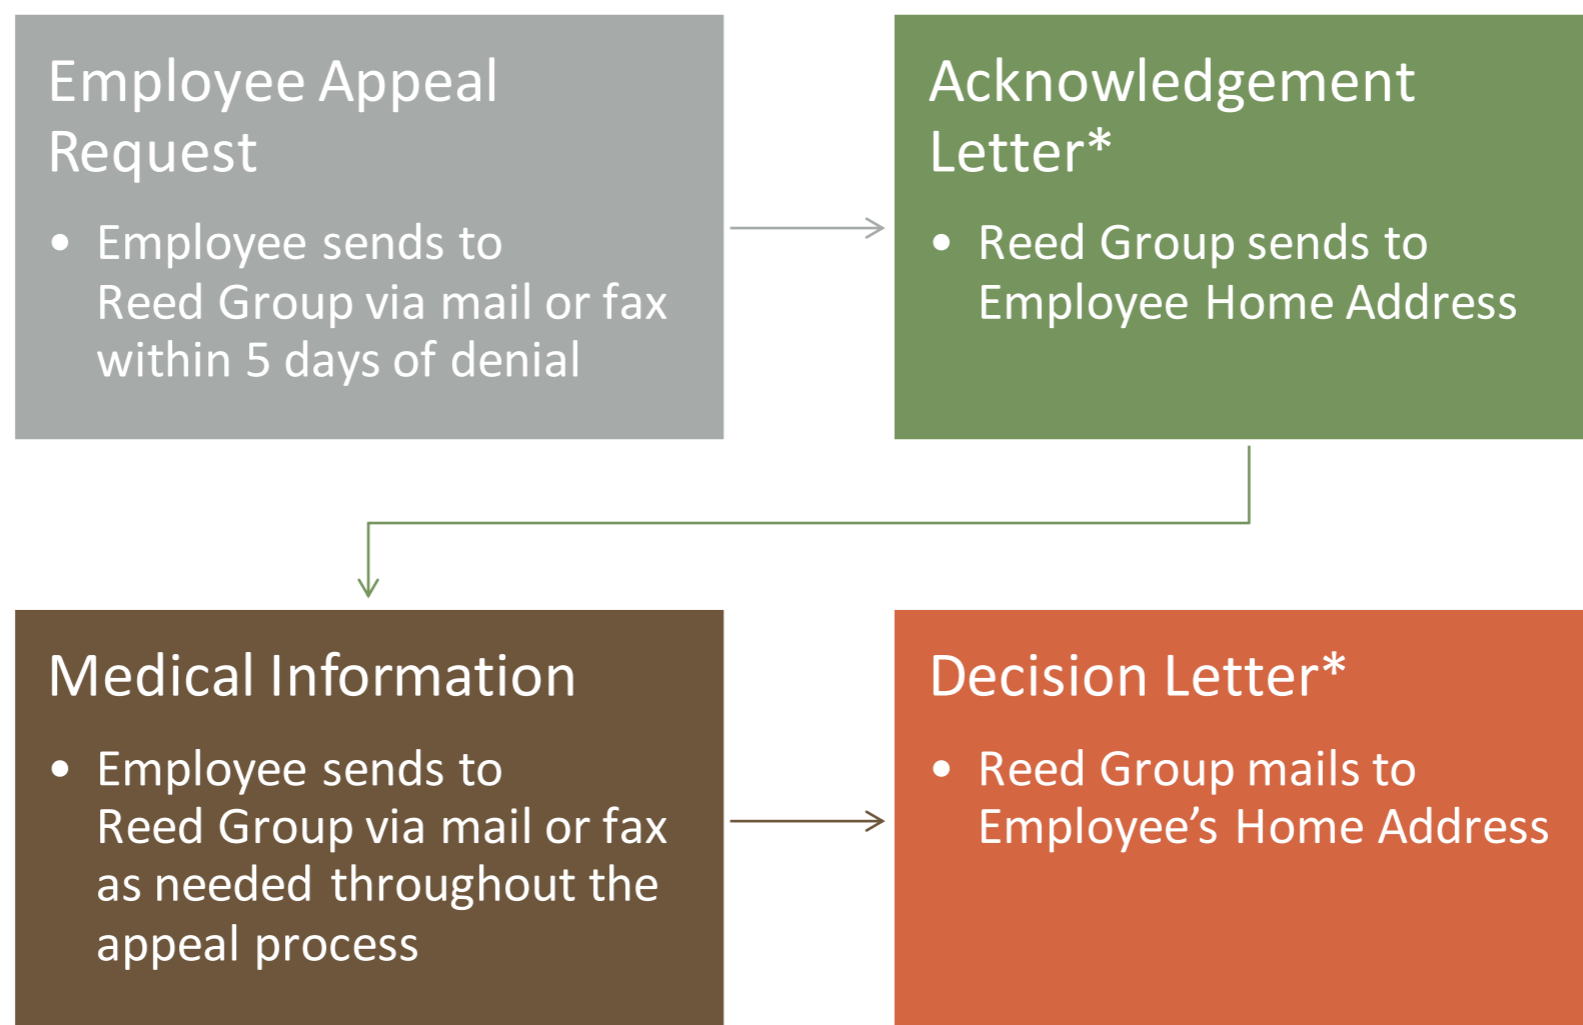 Employee Appeal
Request
• Employee sends to
Reed Group via mail or fax
within 5 days of denial
Acknowledgement
Letter*
• Reed Group sends to
Employee Home Address
Medical Information
• Employee sends to
Reed Group via mail or fax
as needed throughout the
appeal process
Decision Letter*
• Reed Group mails to
Employee’s Home Address